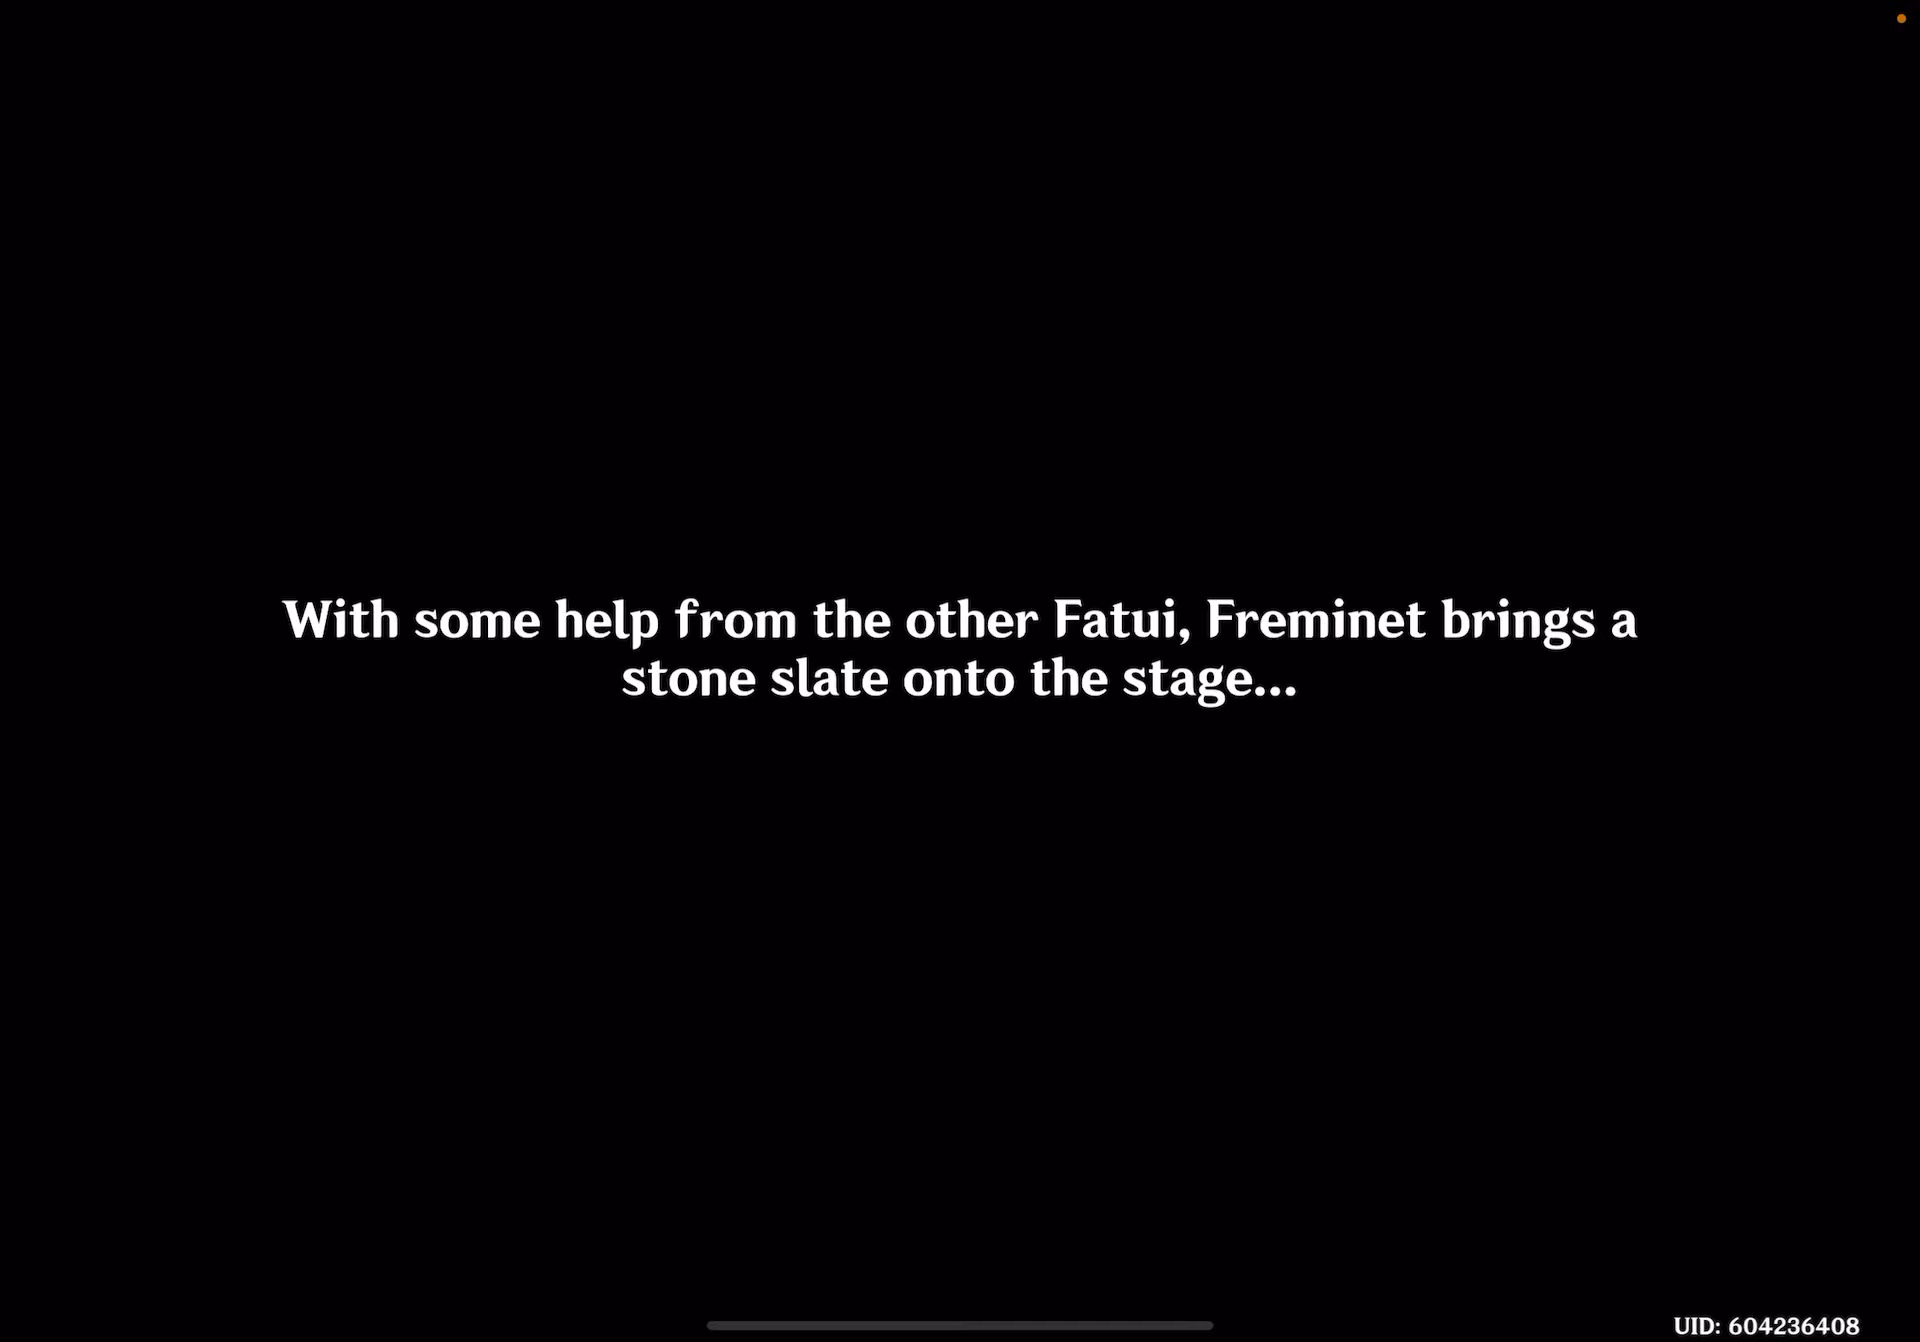 With some help from the other Fatui, Freminet brings a
stone slate onto the stage...
UID: 604236408